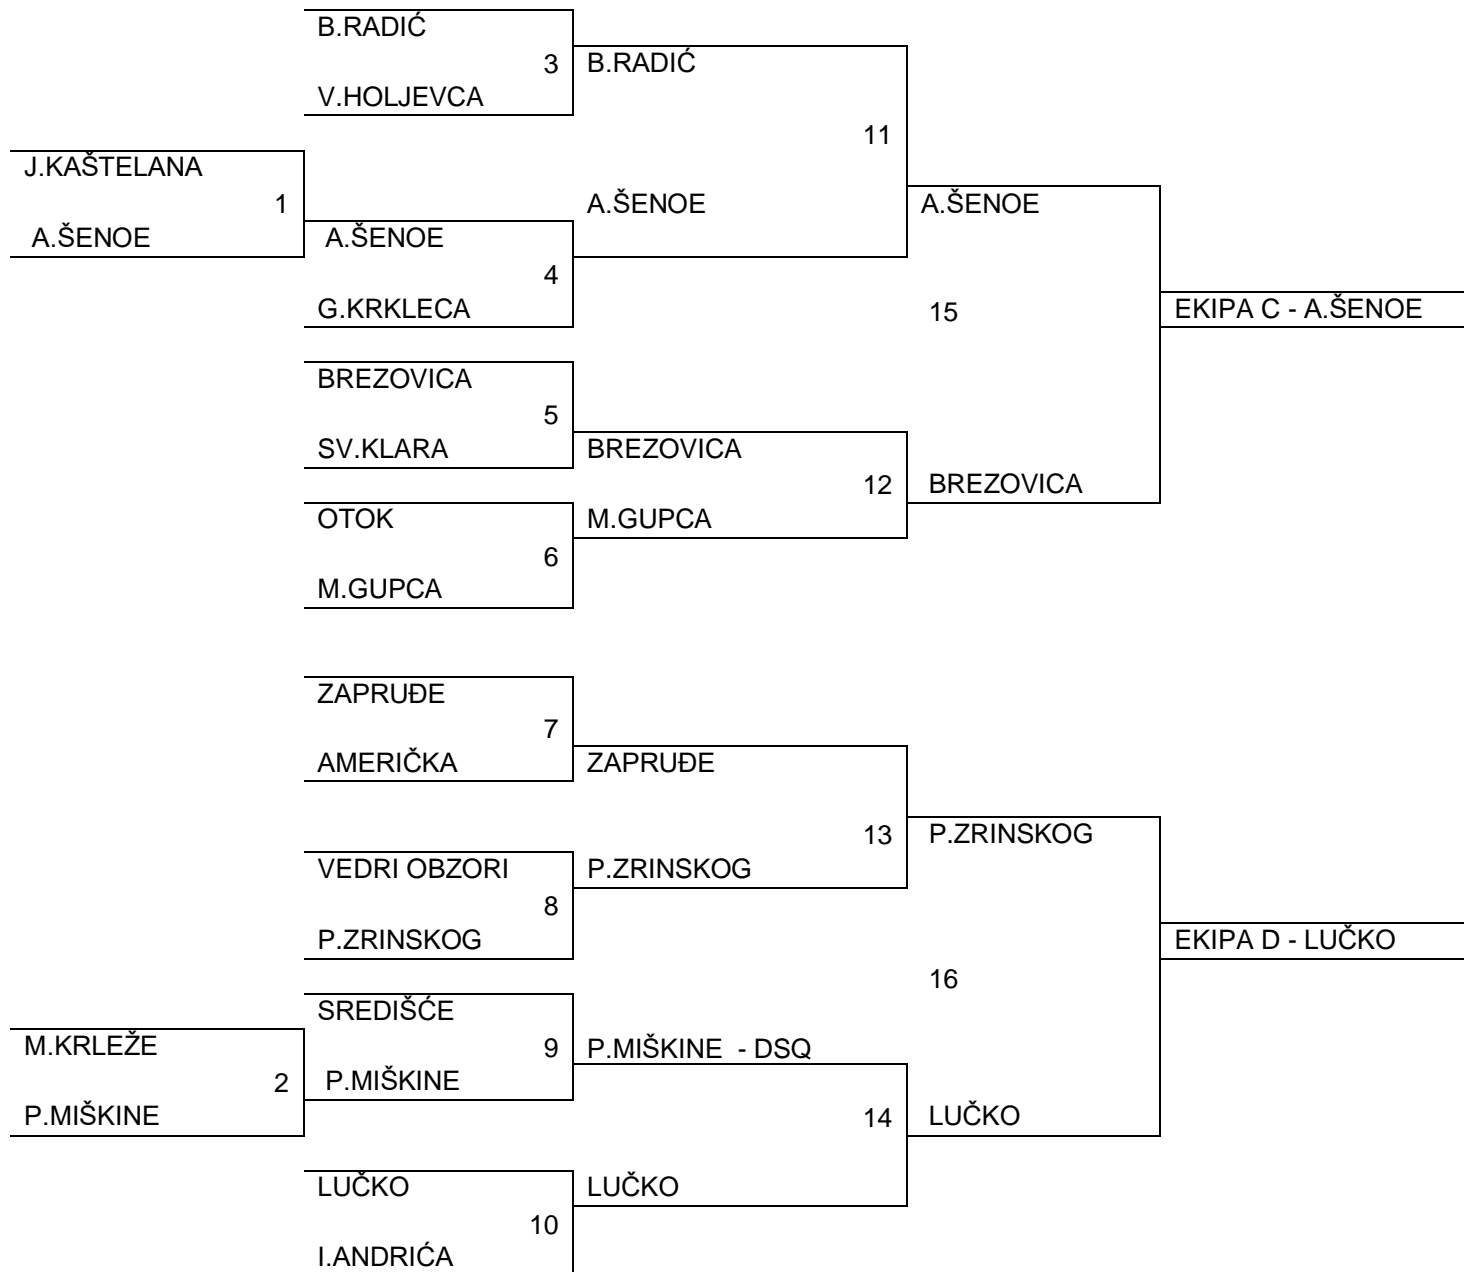 B.RADIĆ
3
B.RADIĆ
V.HOLJEVCA
11
J.KAŠTELANA
1
A.ŠENOE
A.ŠENOE
A.ŠENOE
A.ŠENOE
4
G.KRKLECA
15
EKIPA C - A.ŠENOE
BREZOVICA
5
SV.KLARA
BREZOVICA
12
BREZOVICA
OTOK
M.GUPCA
6
M.GUPCA
ZAPRUĐE
7
AMERIČKA
ZAPRUĐE
13
P.ZRINSKOG
VEDRI OBZORI
P.ZRINSKOG
8
P.ZRINSKOG
EKIPA D - LUČKO
16
SREDIŠĆE
M.KRLEŽE
9
P.MIŠKINE - DSQ
2
P.MIŠKINE
P.MIŠKINE
14
LUČKO
LUČKO
LUČKO
10
I.ANDRIĆA